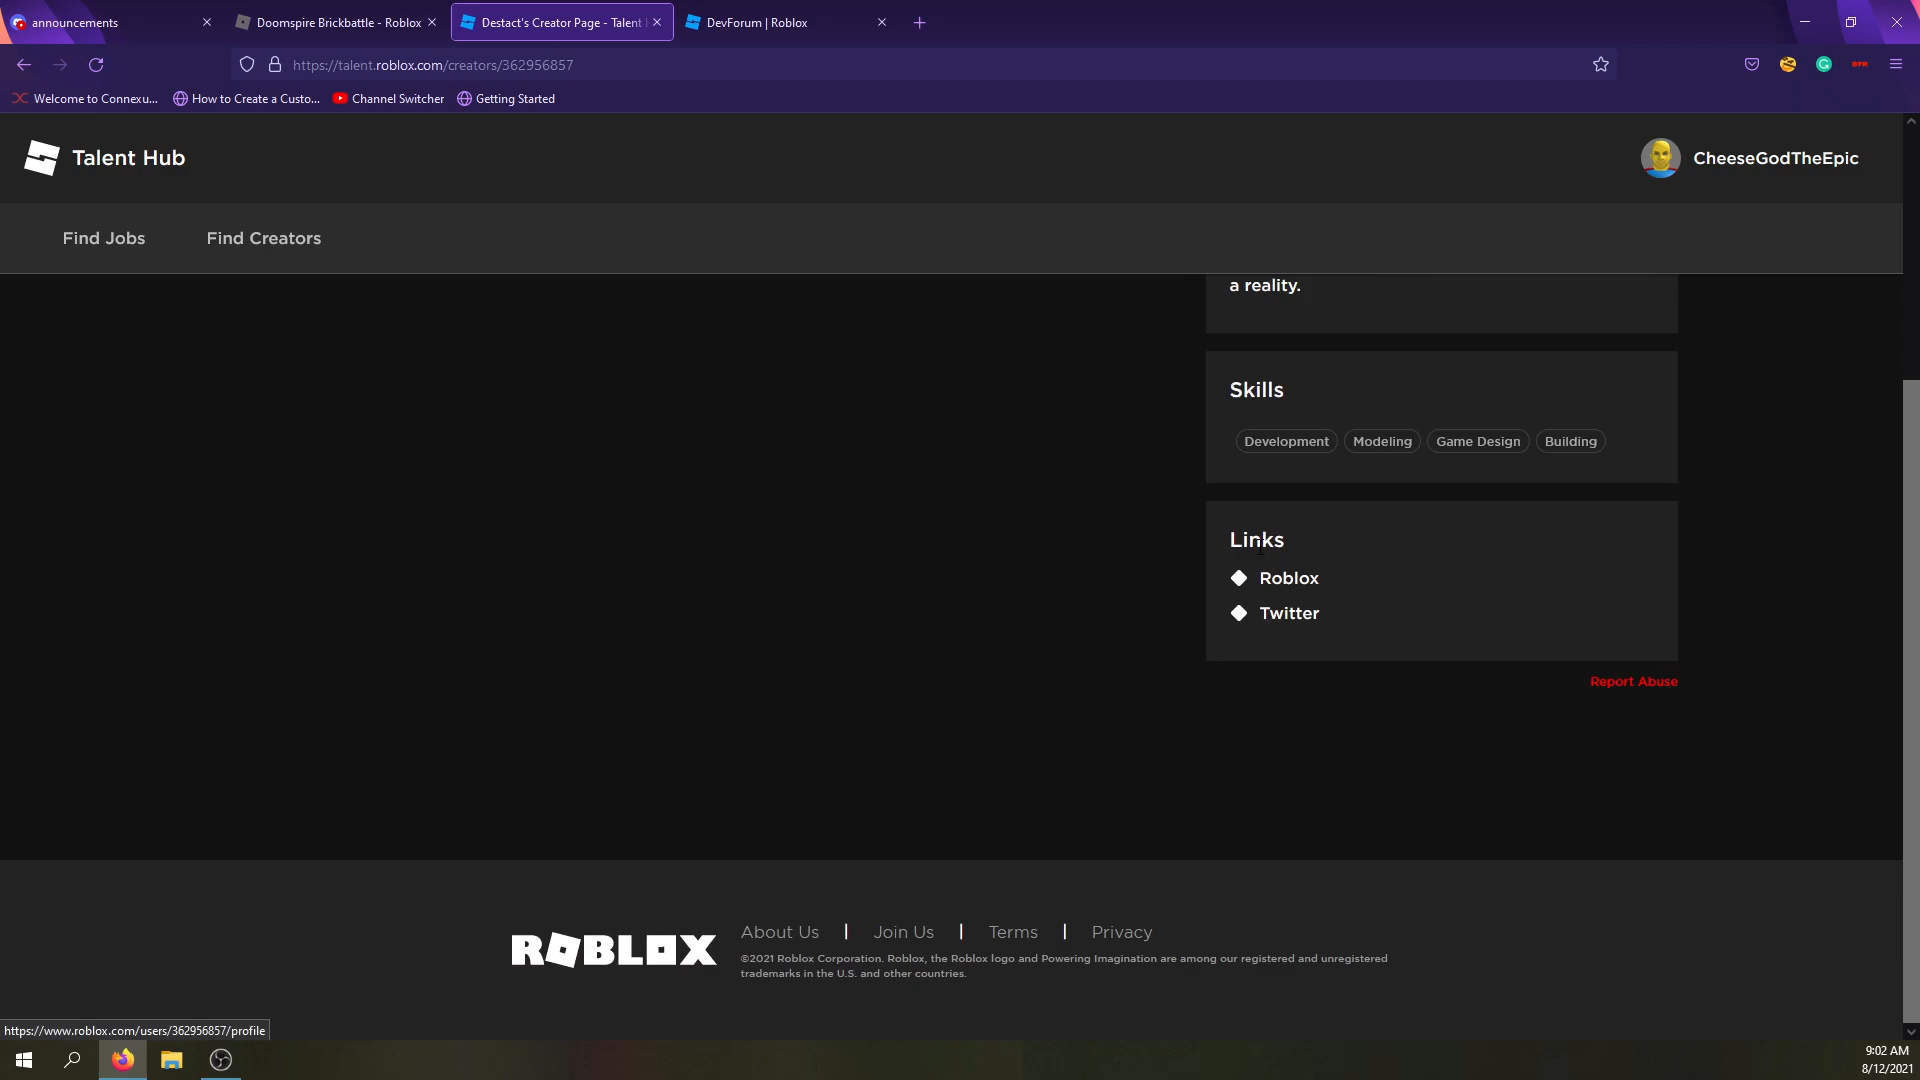 announcements
Doomspire Brickbattle - Roblox
Destact's Creator Page - Talent
DevForum | Roblox
https://talent.roblox.com/creators/362956857
Welcome to Connexu...
How to Create a Custo...
Channel Switcher
Getting Started
Talent Hub
CheeseGodTheEpic
Find Jobs
Find Creators
a reality.
Skills
Development
Modeling
Game Design
Building
Links
Roblox
Twitter
Report Abuse
ROBLOX
About Us | Join Us | Terms | Privacy
©2021 Roblox Corporation. Roblox, the Roblox logo and Powering Imagination are among our registered and unregistered
trademarks in the U.S. and other countries.
https://www.roblox.com/users/362956857/profile
9:02 AM
8/12/2021